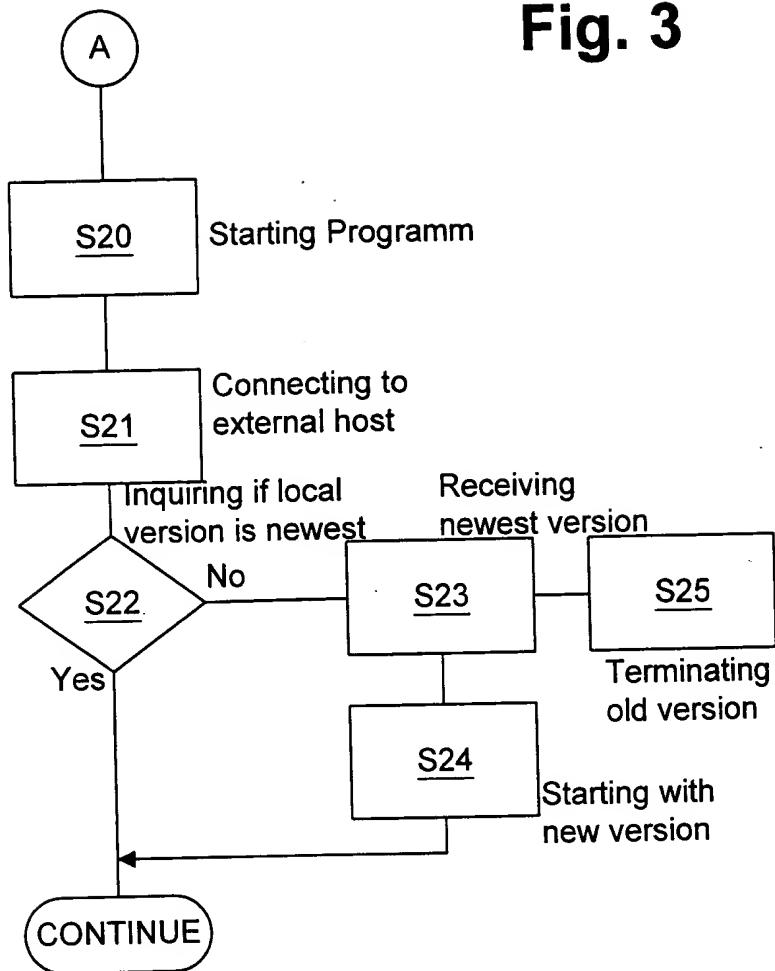 Fig. 3
A
S20
Starting Programm
S21
Connecting to
external host
Inquiring if local
version is newest
S22
No
Yes
Receiving
newest version
S23
S25
Terminating
old version
S24
Starting with
new version
CONTINUE